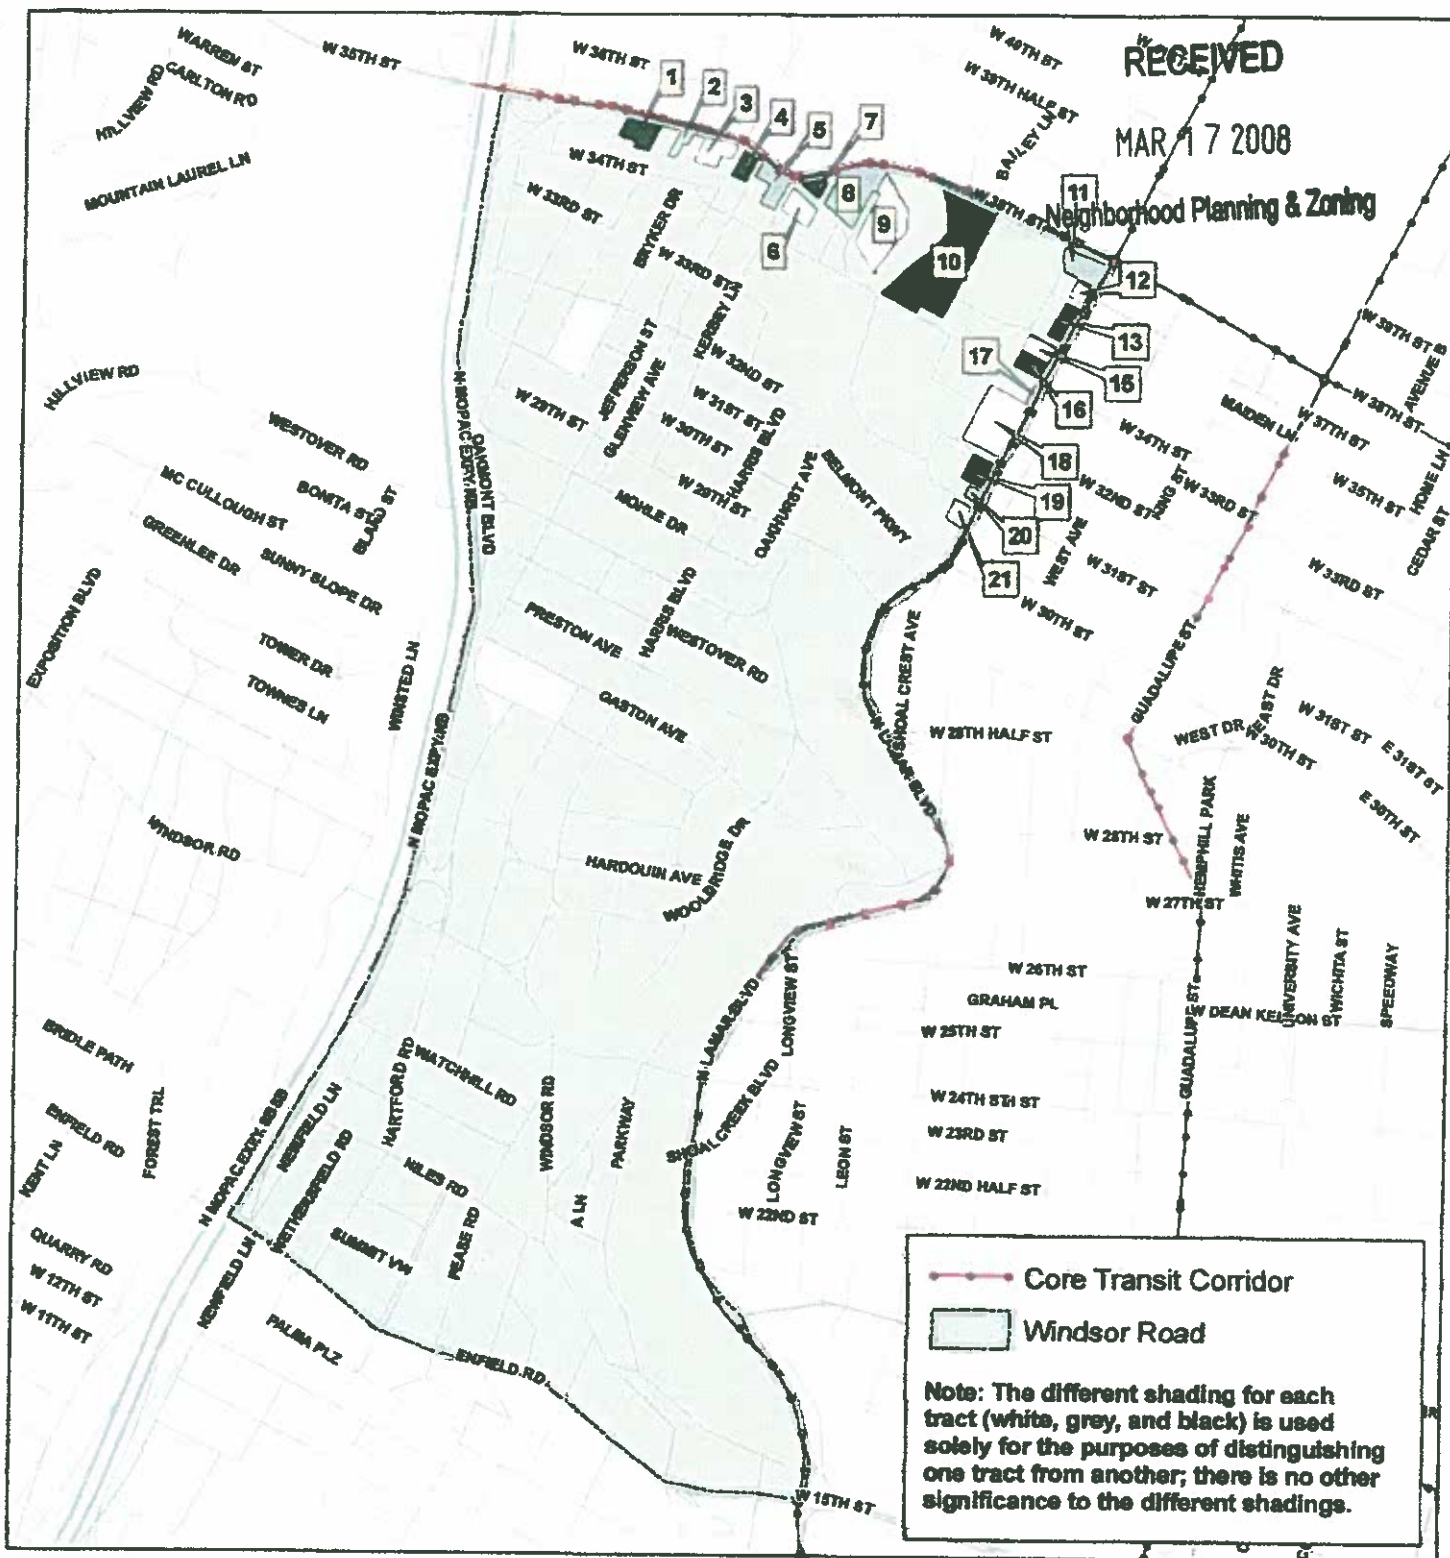 WARREN ST
CARLTON RD
HILLVIEW RD
MOUNTAIN LAUREL LN
W 35TH ST
W 38TH ST
W 40TH ST
W 39TH HALF ST
BAILEY LN
RECEIVED
MAR 17 2008
Neighborhood Planning & Zoning
1
2
3
4
5
7
8
9
6
10
11
12
13
15
16
17
18
19
20
21
W 34TH ST
W 33RD ST
BRYKER DR
W 33RD ST
KERBEY LN
W 38TH ST
JEFFERSON ST
GLENVIEW AVE
W 32ND ST
W 31ST ST
W 30TH ST
HARRIS BLVD
W 29TH ST
W 29TH ST
MOHLE DR
OAKHURST AVE
BELMONT PKWY
HILLVIEW RD
WESTOVER RD
BONITA ST
MC CULLOUGH ST
GREENLEE DR
SUNNY SLOPE DR
EXPOSITION BLVD
TOWER DR
TOWNES LN
WINSTED LN
OAKMONT BLVD
N MOPAC EXPY NB
PRESTON AVE
HARRIS BLVD
WESTOVER RD
GASTON AVE
WINDSOR RD
HARDOUIN AVE
WOOLDRIDGE DR
W 38TH ST
AVENUE B
W 38TH ST
MAIDEN LN
W 37TH ST
W 35TH ST
HOME LN
CEDAR ST
W 34TH ST
W 33RD ST
KING ST
W 32ND ST
WEST AVE
W 31ST ST
W 30TH ST
W 33RD ST
GUADALUPE ST
SHOAL CREST AVE
N LAMAR BLVD
W 28TH HALF ST
WEST DR
EAST DR
W 30TH ST
W 31ST ST
E 31ST ST
E 30TH ST
W 28TH ST
HEMPHILL PARK
WHITIS AVE
W 27TH ST
UNIVERSITY AVE
WICHITA ST
SPEEDWAY
W 26TH ST
GRAHAM PL
W 25TH ST
W DEAN KEETON ST
GUADALUPE ST
W 24TH ST
W 23RD ST
W 22ND HALF ST
W 22ND ST
LONGVIEW ST
LONGVIEW ST
LEON ST
N LAMAR BLVD
SHOAL CREEK BLVD
BRIDLE PATH
ENFIELD RD
FOREST TRL
KENT LN
QUARRY RD
W 12TH ST
W 11TH ST
N MOPAC EXPY SB
NEWFIELD LN
HARTFORD RD
WATCHHILL RD
WETHERSFIELD RD
NILES RD
SUMMIT VW
PEASE RD
WINDSOR RD
A LN
PARKWAY
NEWFIELD LN
PALMA PLZ
ENFIELD RD
W 15TH ST
Core Transit Corridor
Windsor Road
Note: The different shading for each
tract (white, grey, and black) is used
solely for the purposes of distinguishing
one tract from another; there is no other
significance to the different shadings.